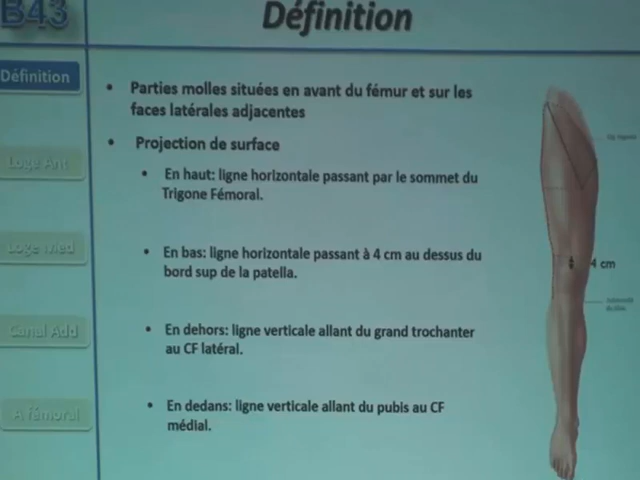 B43
Définition
Définition
Loge Ant
Loge Med
Canal Add
A fémoral
• Parties molles situées en avant du fémur et sur les
faces latérales adjacentes
• Projection de surface
• En haut: ligne horizontale passant par le sommet du
Trigone Fémoral.
• En bas: ligne horizontale passant à 4 cm au dessus du
bord sup de la patella.
• En dehors: ligne verticale allant du grand trochanter
au CF latéral.
• En dedans: ligne verticale allant du pubis au CF
médial.
4 cm